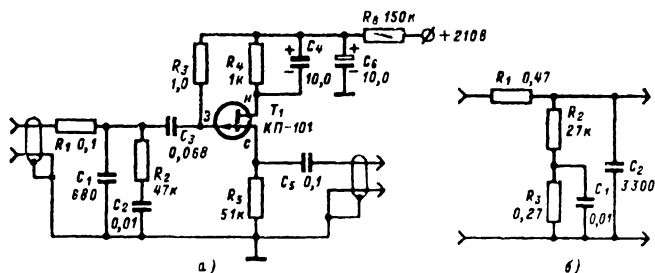 R8 150к
+210В
R3
1,0
R4
1к
C4
10,0
C6
10,0
+
−
+
−
и
З
T1
КП-101
с
R1 0,1
C1
680
R2
47к
C2
0,01
C3
0,068
R5
51к
C5 0,1
а)
R1 0,47
R2
27к
R3
0,27
C1
0,01
C2
3300
б)